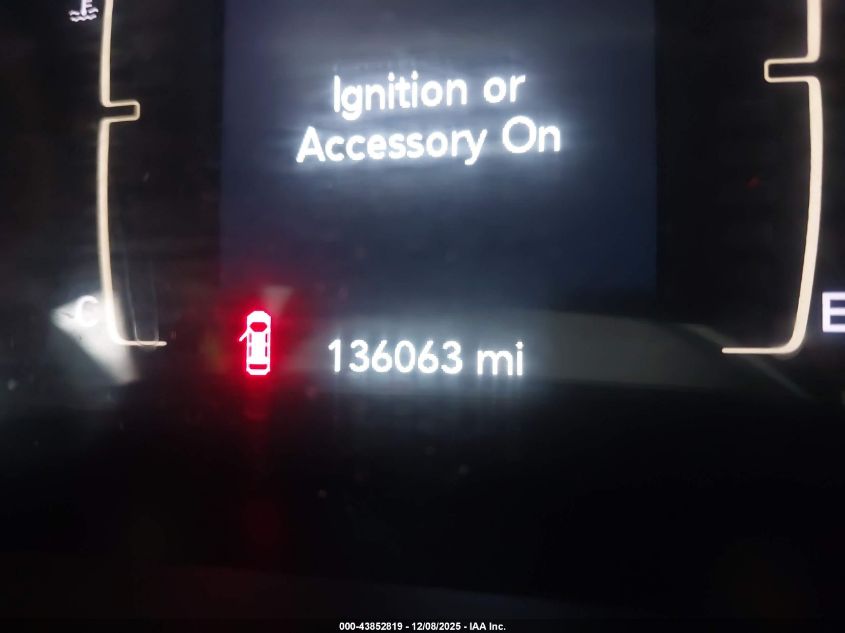 Ignition or
Accessory On
C
E
136063 mi
000-43852819 - 12/08/2025 - IAA Inc.